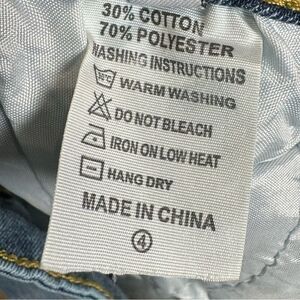 30% COTTON
70% POLYESTER
WASHING INSTRUCTIONS
30°C WARM WASHING
DO NOT BLEACH
IRON ON LOW HEAT
HANG DRY
MADE IN CHINA
4